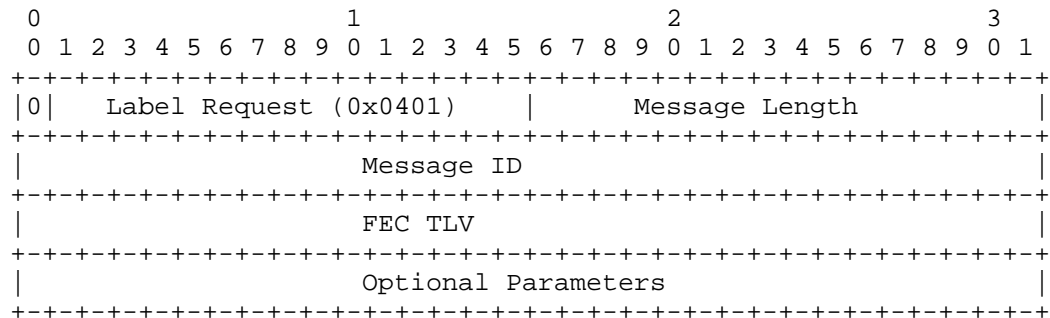 0                   1                   2                   3
 0 1 2 3 4 5 6 7 8 9 0 1 2 3 4 5 6 7 8 9 0 1 2 3 4 5 6 7 8 9 0 1
+-+-+-+-+-+-+-+-+-+-+-+-+-+-+-+-+-+-+-+-+-+-+-+-+-+-+-+-+-+-+-+-+
|0|   Label Request (0x0401)    |      Message Length           |
+-+-+-+-+-+-+-+-+-+-+-+-+-+-+-+-+-+-+-+-+-+-+-+-+-+-+-+-+-+-+-+-+
|                     Message ID                                |
+-+-+-+-+-+-+-+-+-+-+-+-+-+-+-+-+-+-+-+-+-+-+-+-+-+-+-+-+-+-+-+-+
|                     FEC TLV                                   |
+-+-+-+-+-+-+-+-+-+-+-+-+-+-+-+-+-+-+-+-+-+-+-+-+-+-+-+-+-+-+-+-+
|                     Optional Parameters                       |
+-+-+-+-+-+-+-+-+-+-+-+-+-+-+-+-+-+-+-+-+-+-+-+-+-+-+-+-+-+-+-+-+